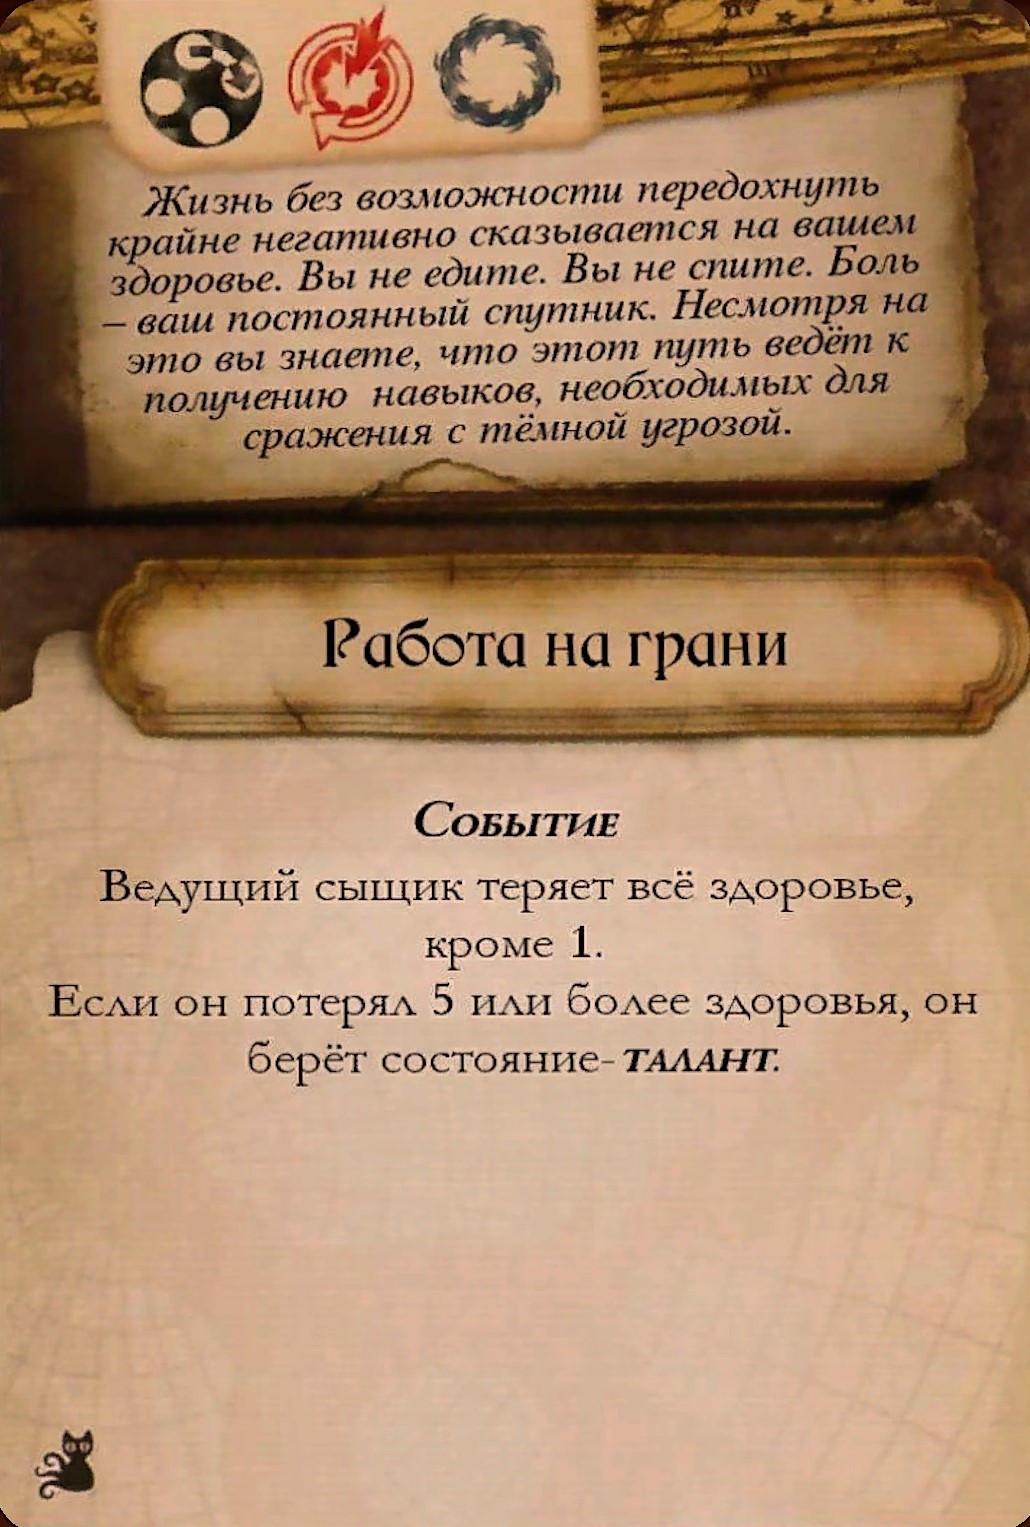 Жизнь без возможности передохнуть
крайне негативно сказывается на вашем
здоровье. Вы не едите. Вы не спите. Боль
– ваш постоянный спутник. Несмотря на
это вы знаете, что этот путь ведёт к
получению навыков, необходимых для
сражения с тёмной угрозой.
Работа на грани
Событие
Ведущий сыщик теряет всё здоровье,
кроме 1.
Если он потерял 5 или более здоровья, он
берёт состояние- ТАЛАНТ.